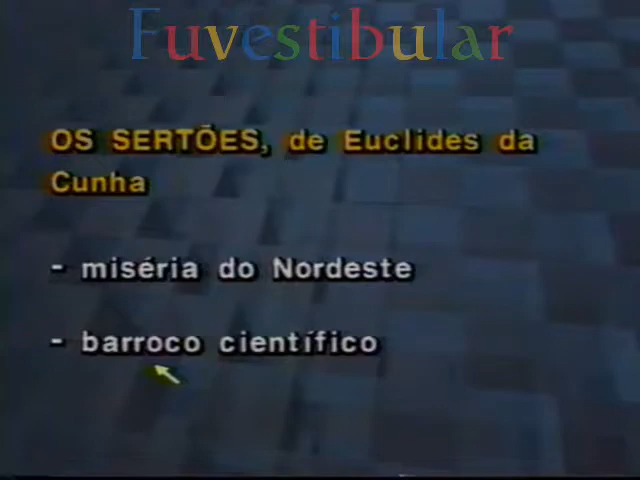 Fuvestibular
OS SERTÕES, de Euclides da
Cunha
- miséria do Nordeste
- barroco científico